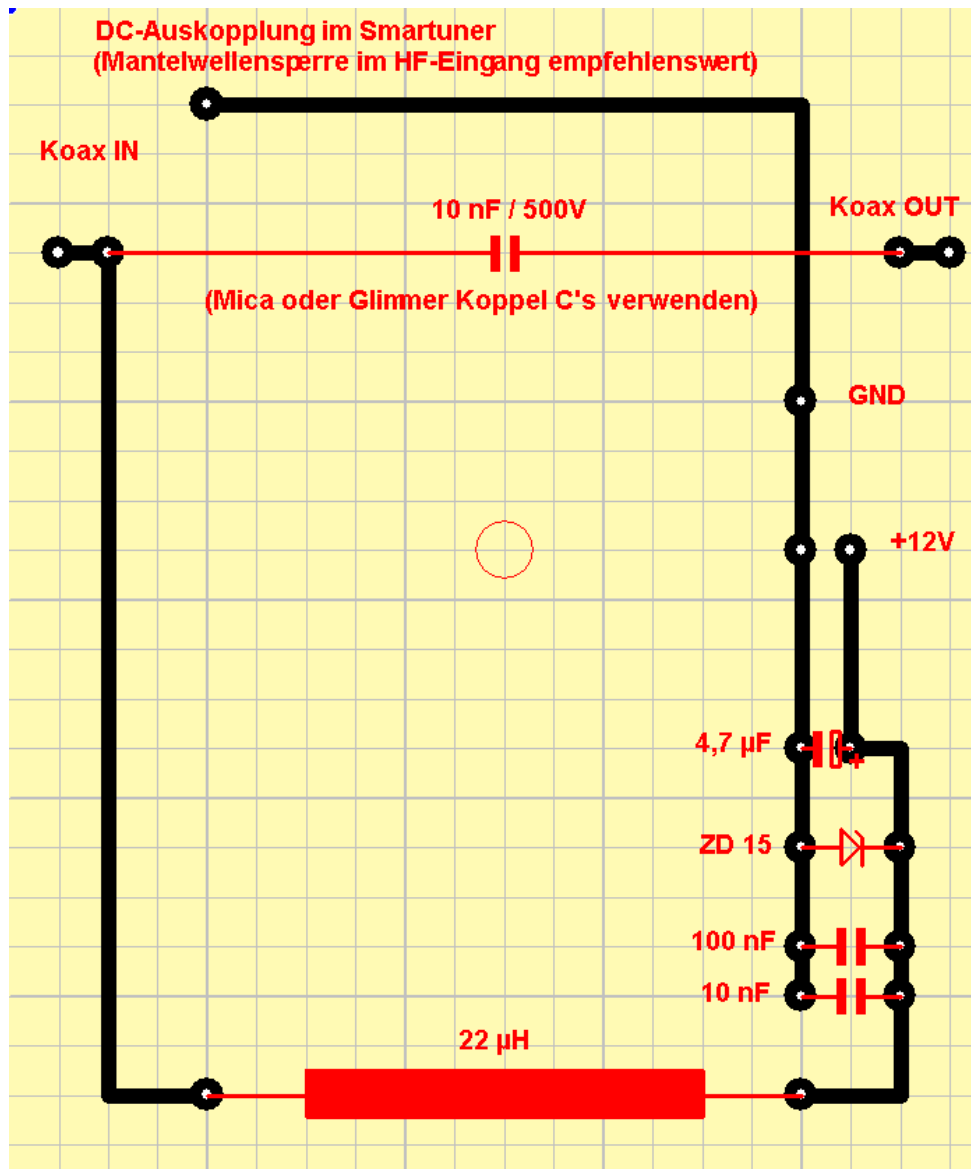 DC-Auskopplung im Smartuner
(Mantelwellensperre im HF-Eingang empfehlenswert)
Koax IN
10 nF / 500V
Koax OUT
(Mica oder Glimmer Koppel C's verwenden)
GND
+12V
4,7 µF
+
ZD 15
100 nF
10 nF
22 µH